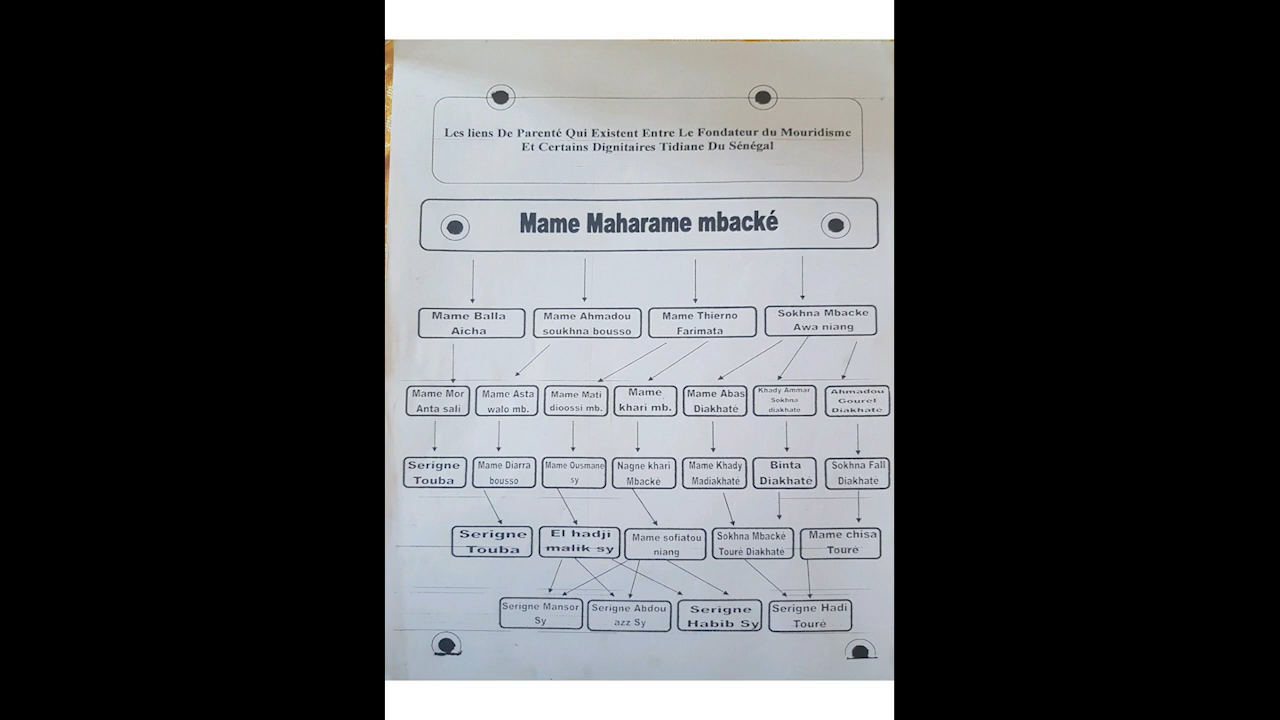 Les liens De Parenté Qui Existent Entre Le Fondateur du Mouridisme
Et Certains Dignitaires Tidiane Du Sénégal
Mame Maharame mbacké
Mame Balla
Aicha
Mame Ahmadou
soukhna bousso
Mame Thierno
Farimata
Sokhna Mbacke
Awa niang
Mame Mor
Anta sali
Mame Asta
walo mb.
Mame Mati
dioossi mb.
Mame
khari mb.
Mame Abas
Diakhaté
Khady Ammar
Sokhna
diakhate
Ahmadou
Gourel
Diakhaté
Serigne
Touba
Mame Diarra
bousso
Mame Ousmane
sy
Nagne khari
Mbacké
Mame Khady
Madiakhaté
Binta
Diakhaté
Sokhna Fall
Diakhaté
Serigne
Touba
El hadji
malik sy
Mame sofiatou
niang
Sokhna Mbacké
Touré Diakhaté
Mame chisa
Touré
Serigne Mansor
Sy
Serigne Abdou
azz Sy
Serigne
Habib Sy
Serigne Hadi
Touré